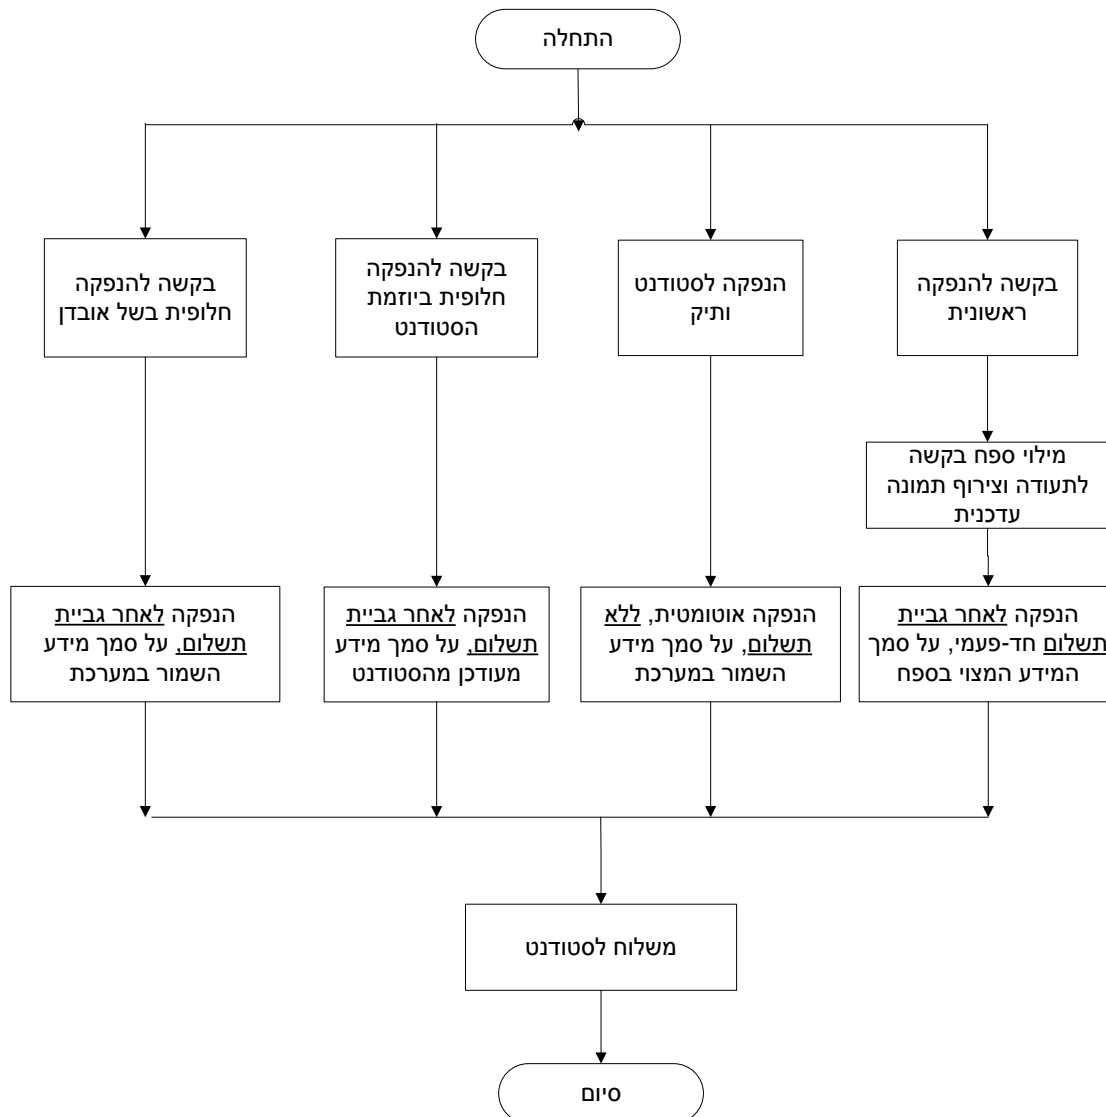 התחלה
בקשה להנפקה
ראשונית
הנפקה לסטודנט
ותיק
בקשה להנפקה
חלופית ביוזמת
הסטודנט
בקשה להנפקה
חלופית בשל אובדן
מילוי ספח בקשה
לתעודה וצירוף תמונה
עדכנית
הנפקה לאחר גביית
תשלום חד-פעמי, על סמך
המידע המצוי בספח
הנפקה אוטומטית, ללא
תשלום, על סמך מידע
השמור במערכת
הנפקה לאחר גביית
תשלום, על סמך מידע
מעודכן מהסטודנט
הנפקה לאחר גביית
תשלום, על סמך מידע
השמור במערכת
משלוח לסטודנט
סיום